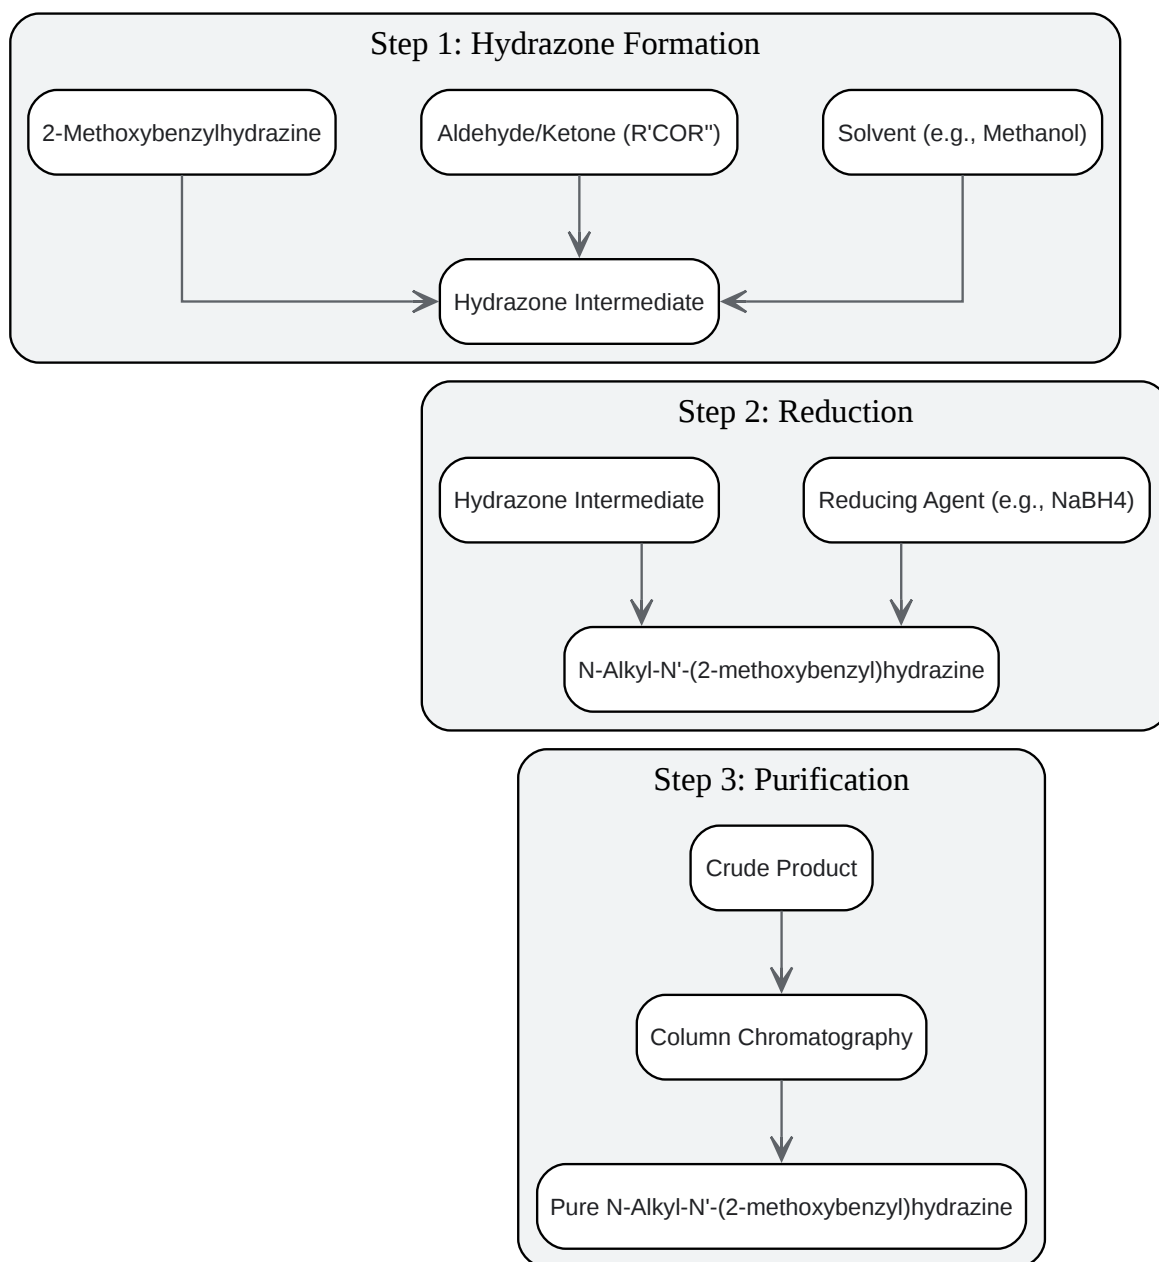 Step 1: Hydrazone Formation
2-Methoxybenzylhydrazine
Aldehyde/Ketone (R'COR")
Solvent (e.g., Methanol)
Hydrazone Intermediate
Step 2: Reduction
Hydrazone Intermediate
Reducing Agent (e.g., NaBH4)
N-Alkyl-N'-(2-methoxybenzyl)hydrazine
Step 3: Purification
Crude Product
Column Chromatography
Pure N-Alkyl-N'-(2-methoxybenzyl)hydrazine